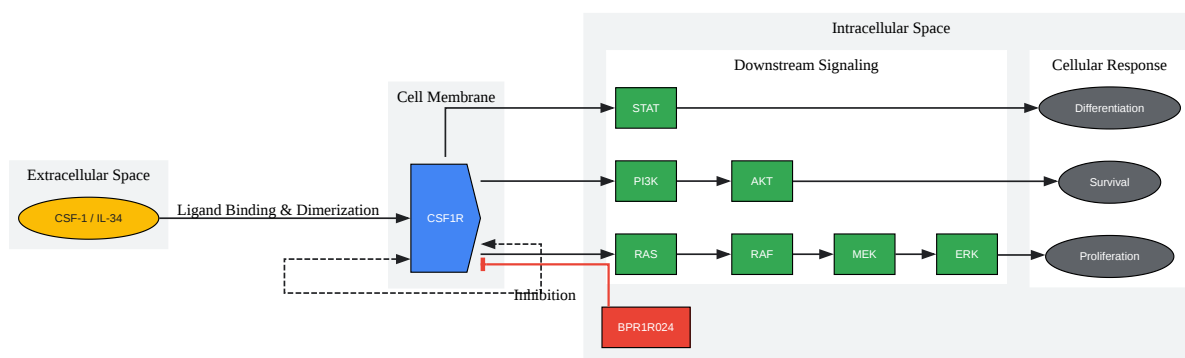 Intracellular Space
Downstream Signaling
Cellular Response
Cell Membrane
STAT
Differentiation
Extracellular Space
PI3K
AKT
Survival
CSF-1 / IL-34
Ligand Binding & Dimerization
CSF1R
RAS
RAF
MEK
ERK
Proliferation
Inhibition
BPR1R024